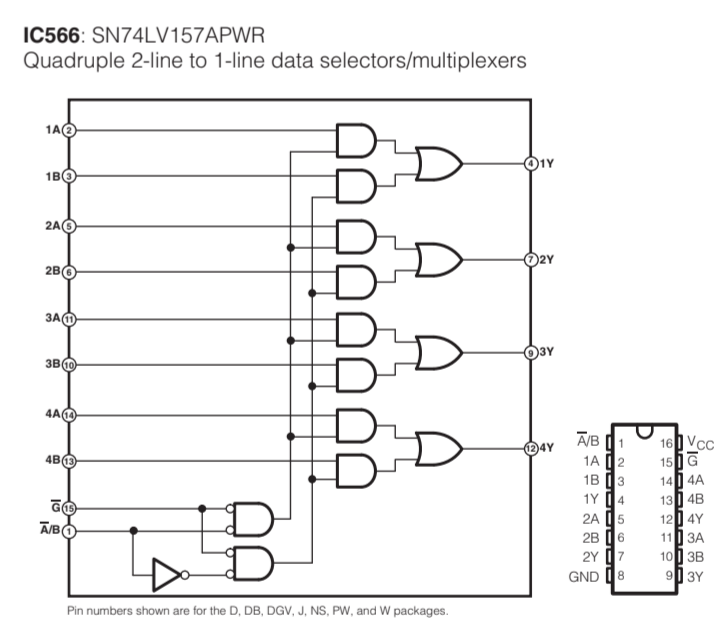 IC566: SN74LV157APWR
Quadruple 2-line to 1-line data selectors/multiplexers
1A 2
1B 3
4 1Y
2A 5
2B 6
7 2Y
3A 11
3B 10
9 3Y
4A 14
4B 13
12 4Y
G̅ 15
A̅/B 1
A̅/B 1 16 VCC
1A 2 15 G̅
1B 3 14 4A
1Y 4 13 4B
2A 5 12 4Y
2B 6 11 3A
2Y 7 10 3B
GND 8 9 3Y
Pin numbers shown are for the D, DB, DGV, J, NS, PW, and W packages.